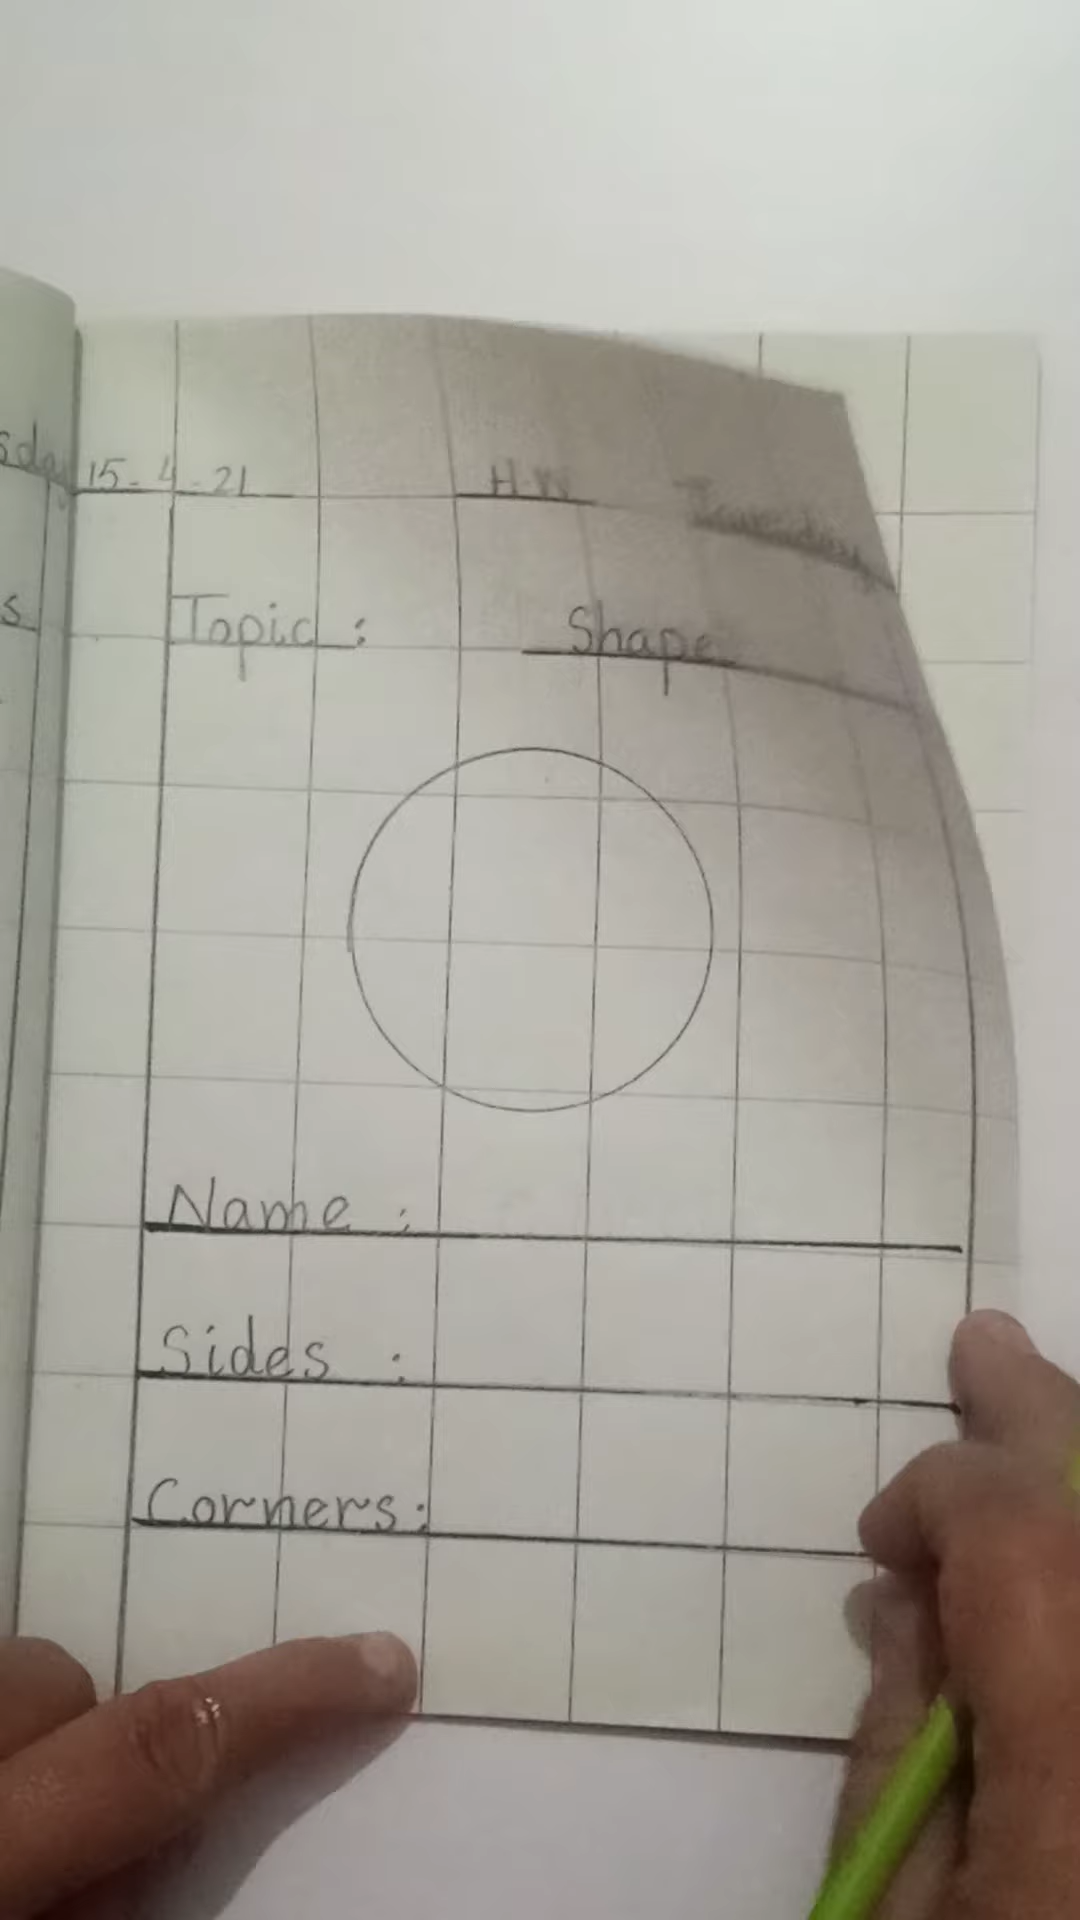 15-4-21 H.W
Topic : Shape
Name :
Sides :
Corners :